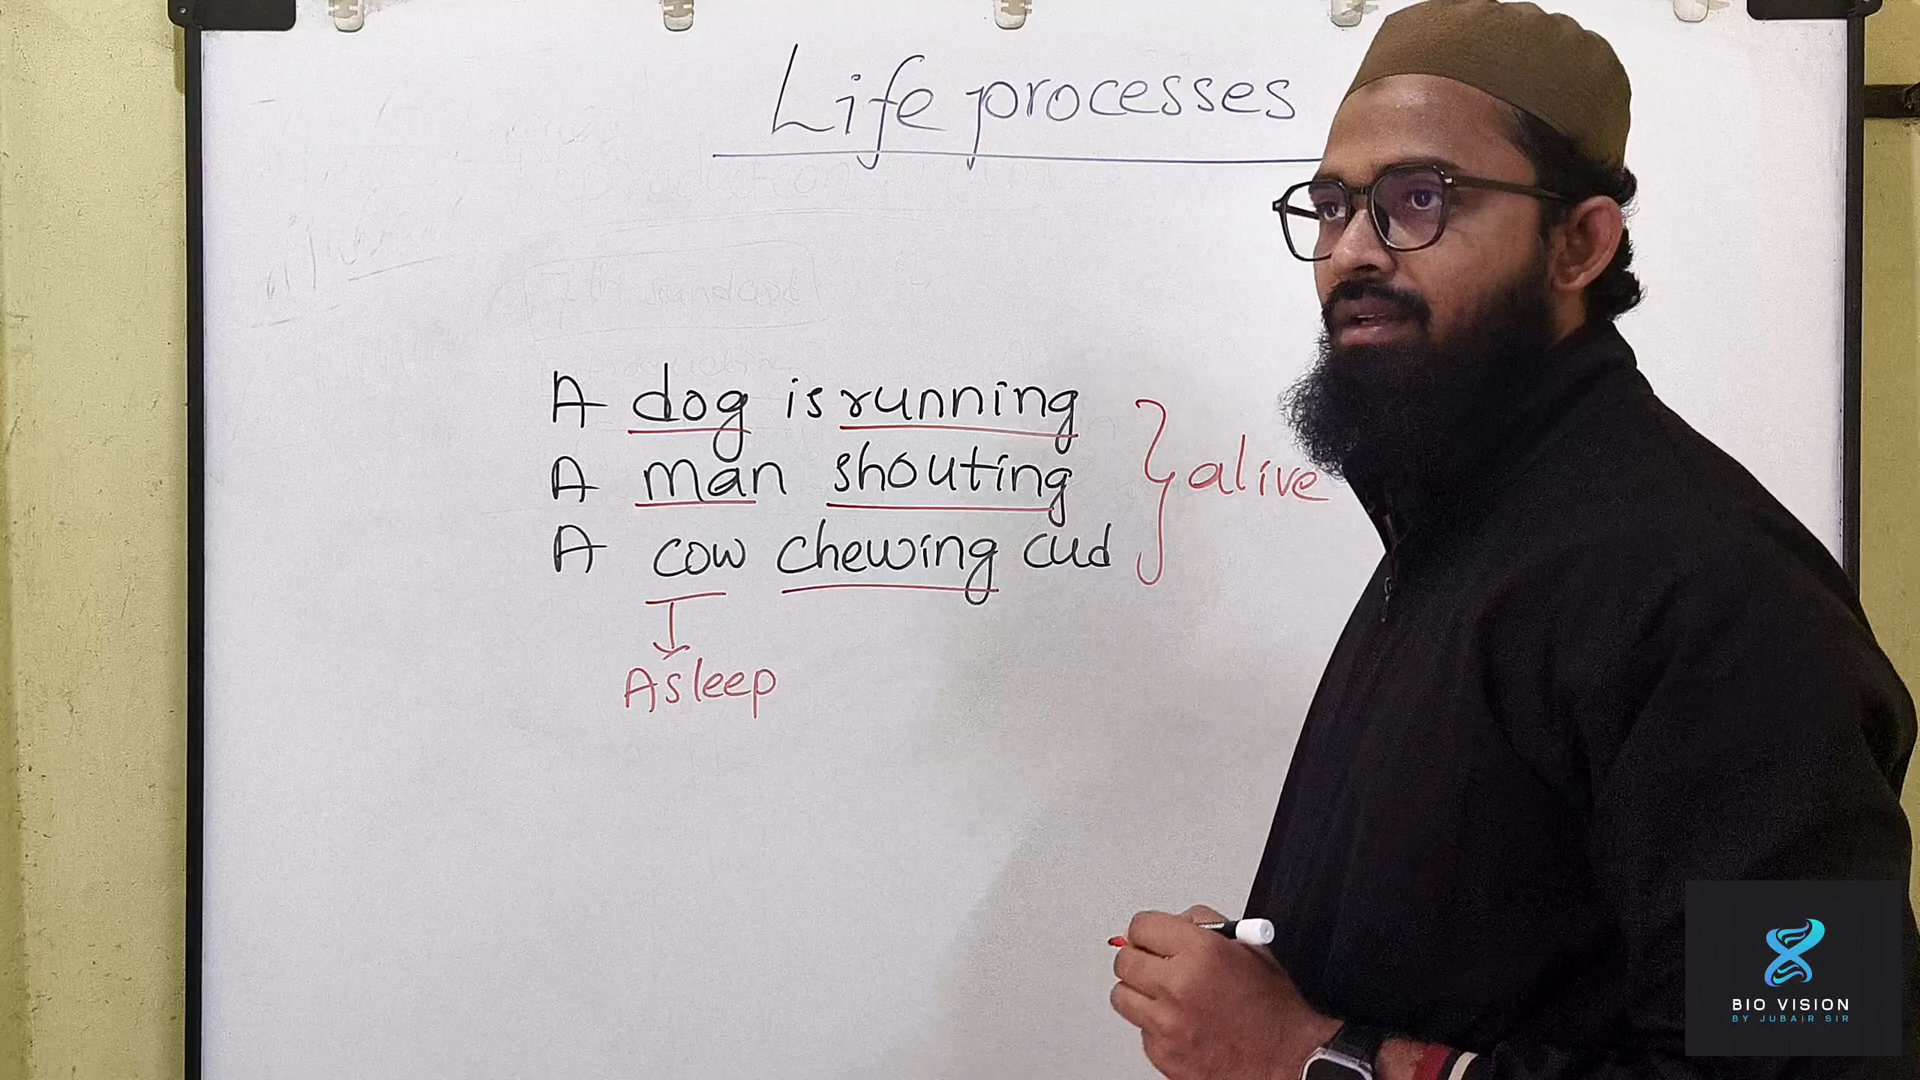 Life processes
A dog is running
A man shouting
A cow chewing cud
alive
Asleep
BIO VISION
BY JUBAIR SIR